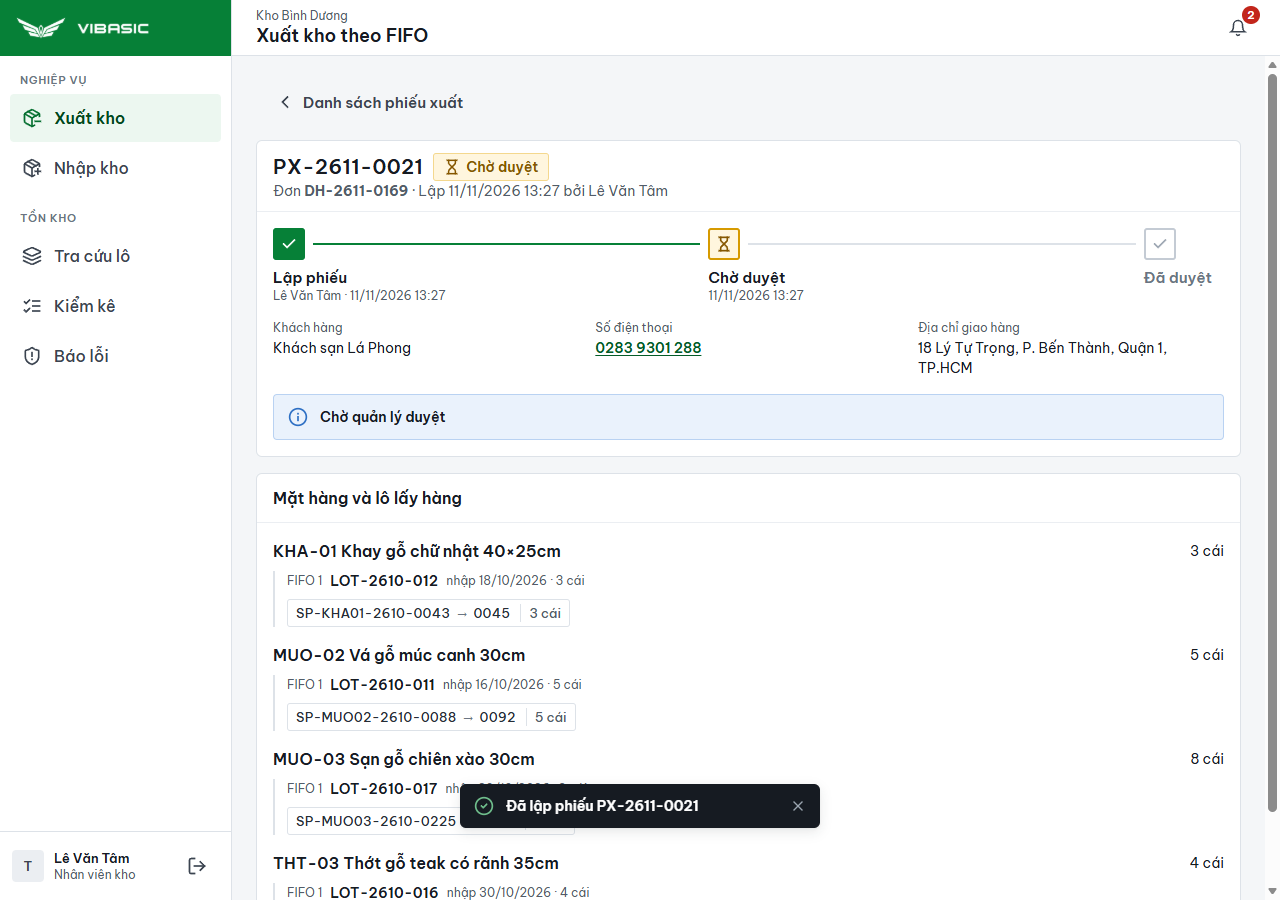 VIBASIC
Kho Bình Dương
Xuất kho theo FIFO
2
NGHIỆP VỤ
Xuất kho
Nhập kho
TỒN KHO
Tra cứu lô
Kiểm kê
Báo lỗi
T
Lê Văn Tâm
Nhân viên kho
Danh sách phiếu xuất
PX-2611-0021
Chờ duyệt
Đơn DH-2611-0169 · Lập 11/11/2026 13:27 bởi Lê Văn Tâm
Lập phiếu
Lê Văn Tâm · 11/11/2026 13:27
Chờ duyệt
11/11/2026 13:27
Đã duyệt
Khách hàng
Khách sạn Lá Phong
Số điện thoại
0283 9301 288
Địa chỉ giao hàng
18 Lý Tự Trọng, P. Bến Thành, Quận 1,
TP.HCM
Chờ quản lý duyệt
Mặt hàng và lô lấy hàng
KHA-01 Khay gỗ chữ nhật 40×25cm 3 cái
FIFO 1 LOT-2610-012 nhập 18/10/2026 · 3 cái
SP-KHA01-2610-0043 → 0045 3 cái
MUO-02 Vá gỗ múc canh 30cm 5 cái
FIFO 1 LOT-2610-011 nhập 16/10/2026 · 5 cái
SP-MUO02-2610-0088 → 0092 5 cái
MUO-03 Sạn gỗ chiên xào 30cm 8 cái
FIFO 1 LOT-2610-017
SP-MUO03-2610-0225
Đã lập phiếu PX-2611-0021
THT-03 Thớt gỗ teak có rãnh 35cm 4 cái
FIFO 1 LOT-2610-016 nhập 30/10/2026 · 4 cái